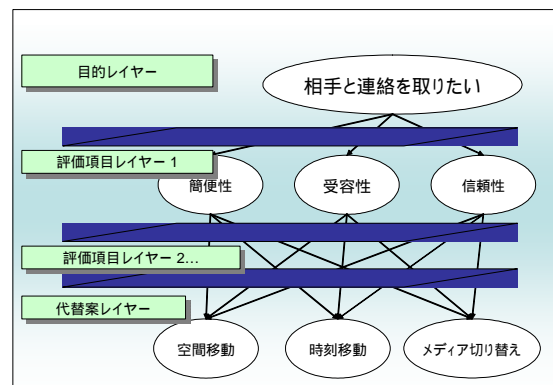 目的レイヤー
相手と連絡を取りたい
評価項目レイヤー 1
簡便性
受容性
信頼性
評価項目レイヤー 2…
代替案レイヤー
空間移動
時刻移動
メディア切り替え